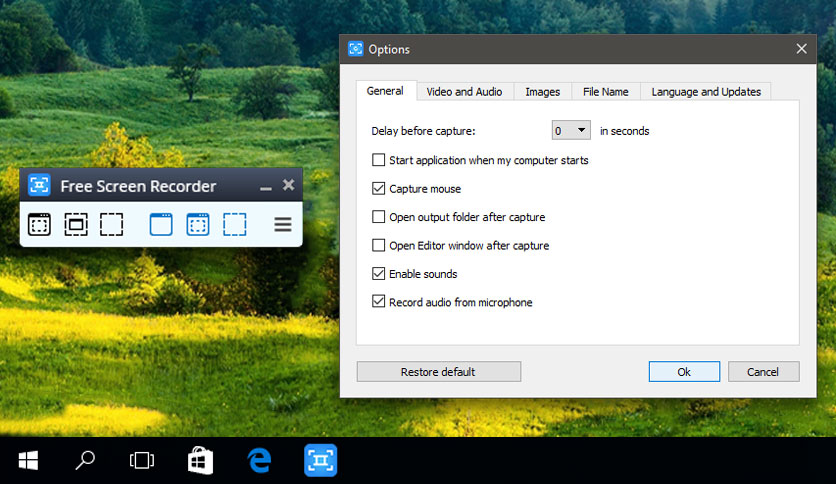 Options
General Video and Audio Images File Name Language and Updates
Delay before capture: 0 in seconds
Start application when my computer starts
Free Screen Recorder
Capture mouse
Open output folder after capture
Open Editor window after capture
Enable sounds
Record audio from microphone
Restore default Ok Cancel